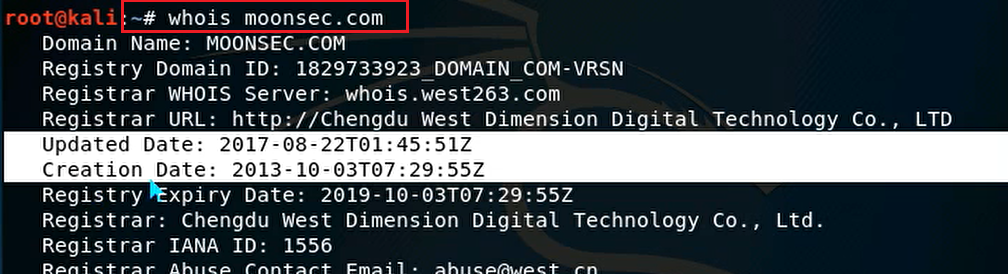 root@kali:~# whois moonsec.com
Domain Name: MOONSEC.COM
Registry Domain ID: 1829733923_DOMAIN_COM-VRSN
Registrar WHOIS Server: whois.west263.com
Registrar URL: http://Chengdu West Dimension Digital Technology Co., LTD
Updated Date: 2017-08-22T01:45:51Z
Creation Date: 2013-10-03T07:29:55Z
Registry Expiry Date: 2019-10-03T07:29:55Z
Registrar: Chengdu West Dimension Digital Technology Co., Ltd.
Registrar IANA ID: 1556
Registrar Abuse Contact Email: abuse@west.cn